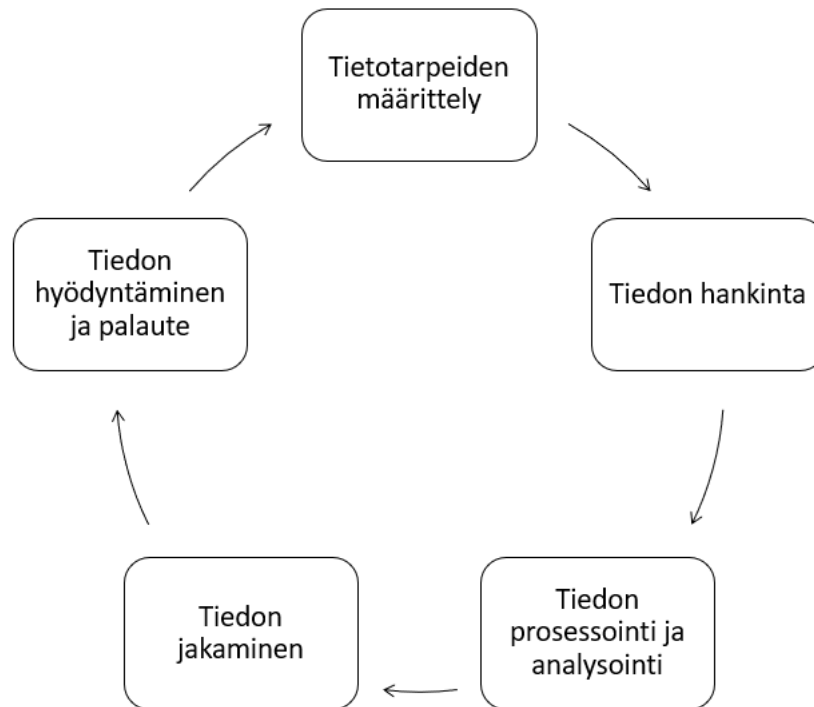 Tietotarpeiden
määrittely
Tiedon hankinta
Tiedon
prosessointi ja
analysointi
Tiedon
jakaminen
Tiedon
hyödyntäminen
ja palaute